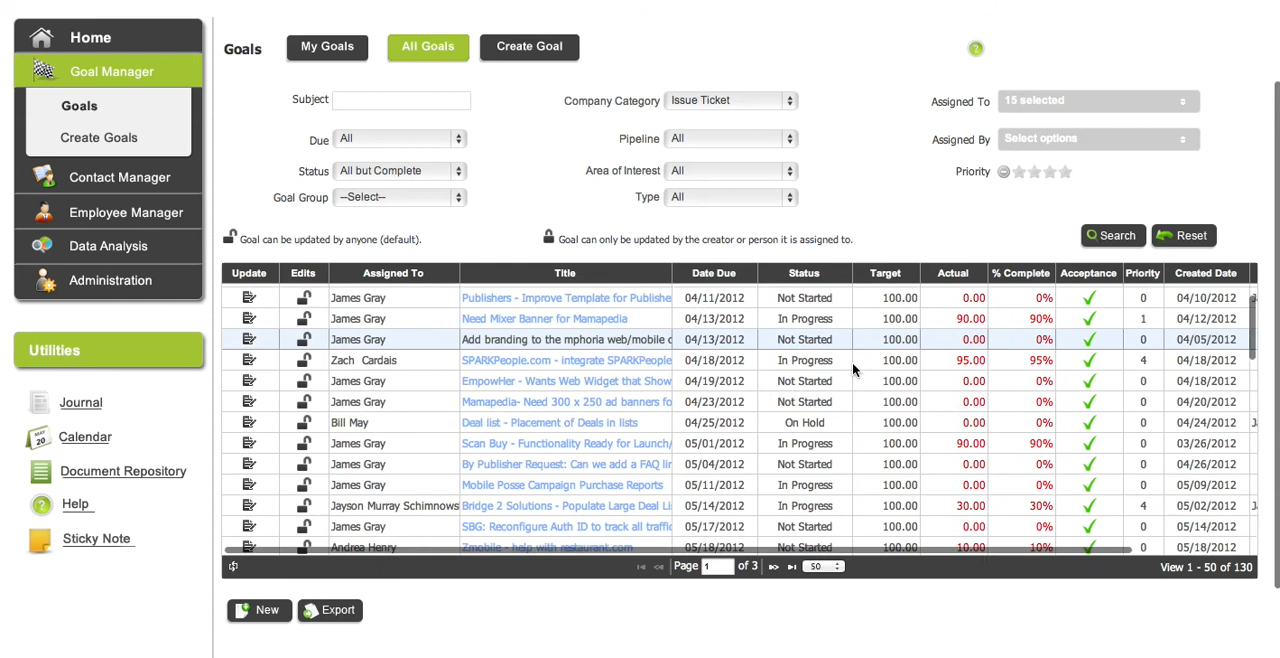 Home
Goal Manager
Goals
Create Goals
Contact Manager
Employee Manager
Data Analysis
Administration
Utilities
Journal
MAY 20 Calendar
Document Repository
? Help
Sticky Note
Goals My Goals All Goals Create Goal ?
Subject Company Category Issue Ticket Assigned To 15 selected
Due All Pipeline All Assigned By Select options
Status All but Complete Area of Interest All Priority
Goal Group --Select-- Type All
Goal can be updated by anyone (default). Goal can only be updated by the creator or person it is assigned to. Search Reset
Update Edits Assigned To Title Date Due Status Target Actual % Complete Acceptance Priority Created Date
James Gray Publishers - Improve Template for Publishe 04/11/2012 Not Started 100.00 0.00 0% 0 04/10/2012
James Gray Need Mixer Banner for Mamapedia 04/13/2012 In Progress 100.00 90.00 90% 1 04/12/2012
James Gray Add branding to the mphoria web/mobile c 04/13/2012 Not Started 100.00 0.00 0% 0 04/05/2012
Zach Cardais SPARKPeople.com - integrate SPARKPeople 04/18/2012 In Progress 100.00 95.00 95% 4 04/18/2012
James Gray EmpowHer - Wants Web Widget that Show 04/19/2012 Not Started 100.00 0.00 0% 0 04/18/2012
James Gray Mamapedia- Need 300 x 250 ad banners fo 04/23/2012 Not Started 100.00 0.00 0% 0 04/20/2012
Bill May Deal list - Placement of Deals in lists 04/25/2012 On Hold 100.00 0.00 0% 0 04/24/2012
James Gray Scan Buy - Functionality Ready for Launch/ 05/01/2012 In Progress 100.00 90.00 90% 0 03/26/2012
James Gray By Publisher Request: Can we add a FAQ lin 05/04/2012 Not Started 100.00 0.00 0% 0 04/26/2012
James Gray Mobile Posse Campaign Purchase Reports 05/11/2012 In Progress 100.00 0.00 0% 0 05/09/2012
Jayson Murray Schimnows Bridge 2 Solutions - Populate Large Deal Li 05/14/2012 In Progress 100.00 30.00 30% 4 05/02/2012
James Gray SBG: Reconfigure Auth ID to track all traffi 05/17/2012 Not Started 100.00 0.00 0% 0 05/14/2012
Andrea Henry Zmobile - help with restaurant.com 05/18/2012 Not Started 100.00 10.00 10% 0 05/18/2012
Page 1 of 3 50 View 1 - 50 of 130
New Export